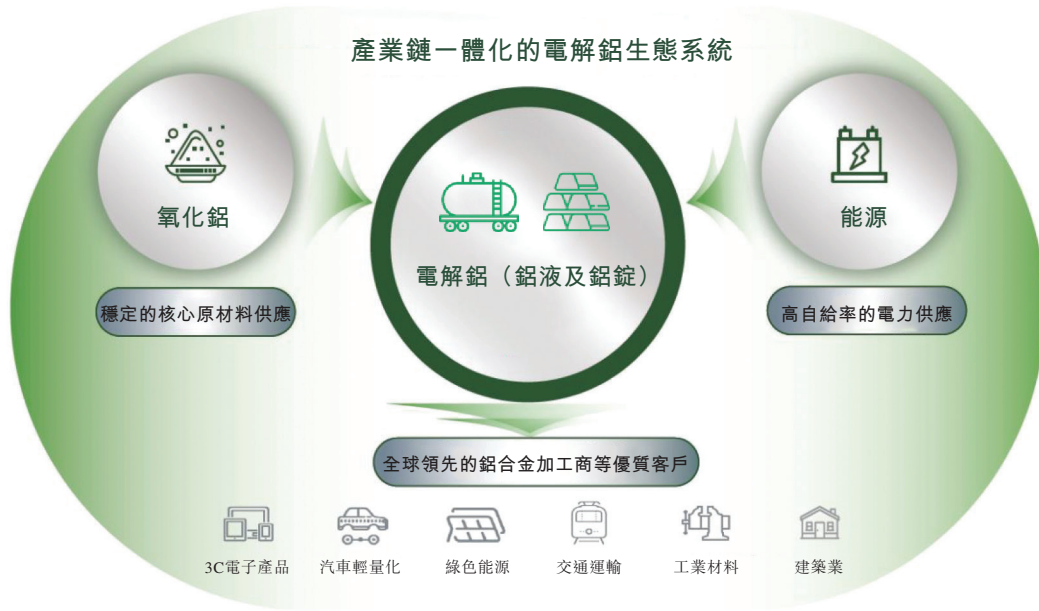 產業鏈一體化的電解鋁生態系統
氧化鋁
電解鋁（鋁液及鋁錠）
能源
穩定的核心原材料供應
高自給率的電力供應
全球領先的鋁合金加工商等優質客戶
3C電子產品
汽車輕量化
綠色能源
交通運輸
工業材料
建築業